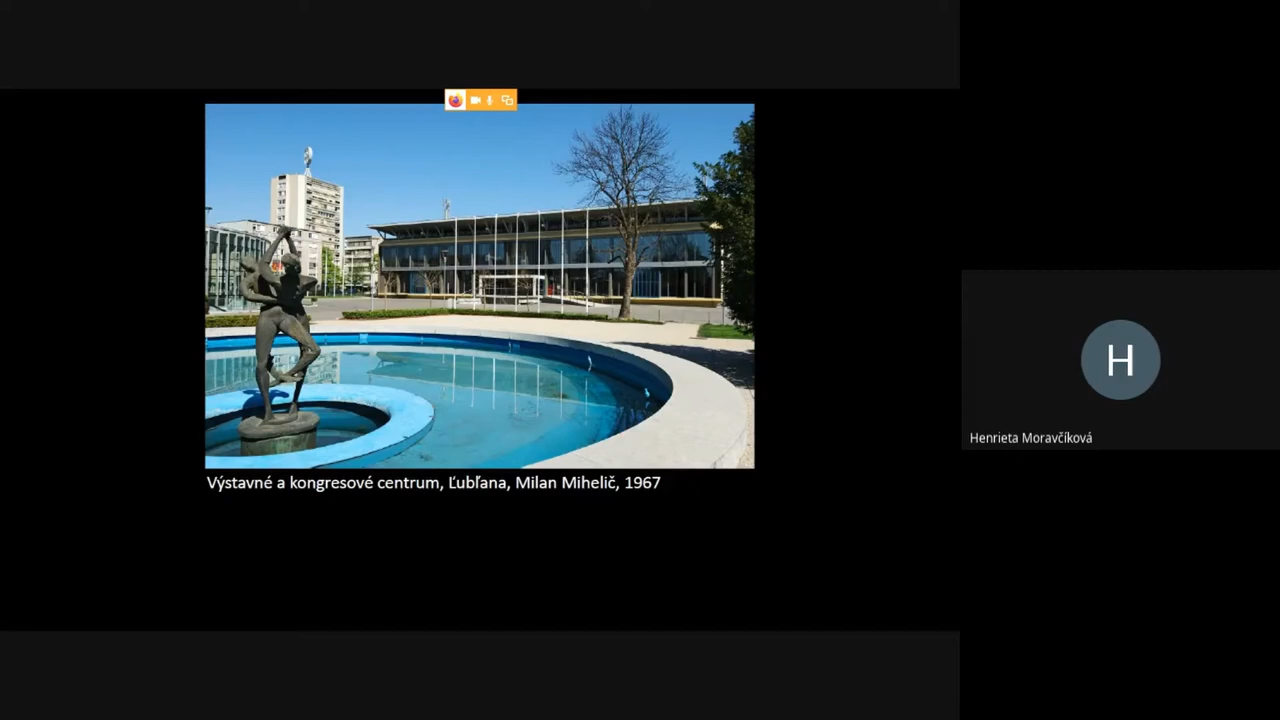 Výstavné a kongresové centrum, Ľubľana, Milan Mihelič, 1967
H
Henrieta Moravčíková